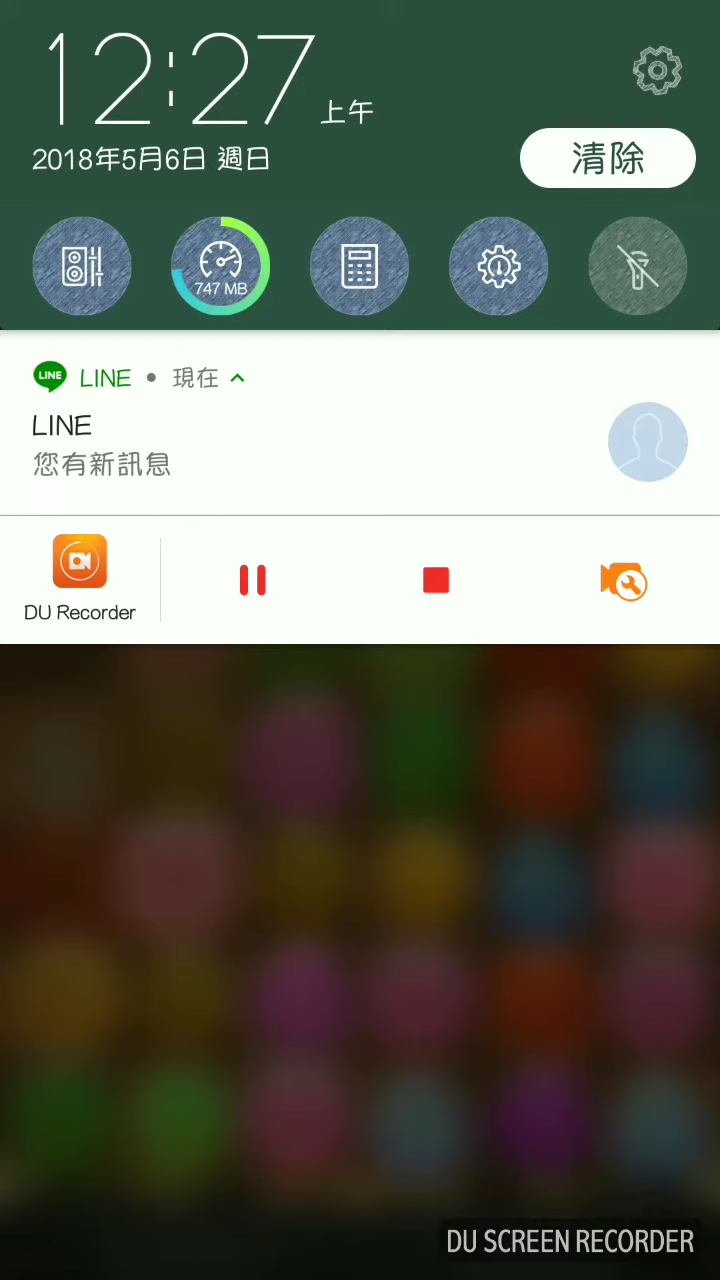 12:27 上午
2018年5月6日 週日
清除
747 MB
LINE
LINE • 現在
LINE
您有新訊息
DU Recorder
DU SCREEN RECORDER